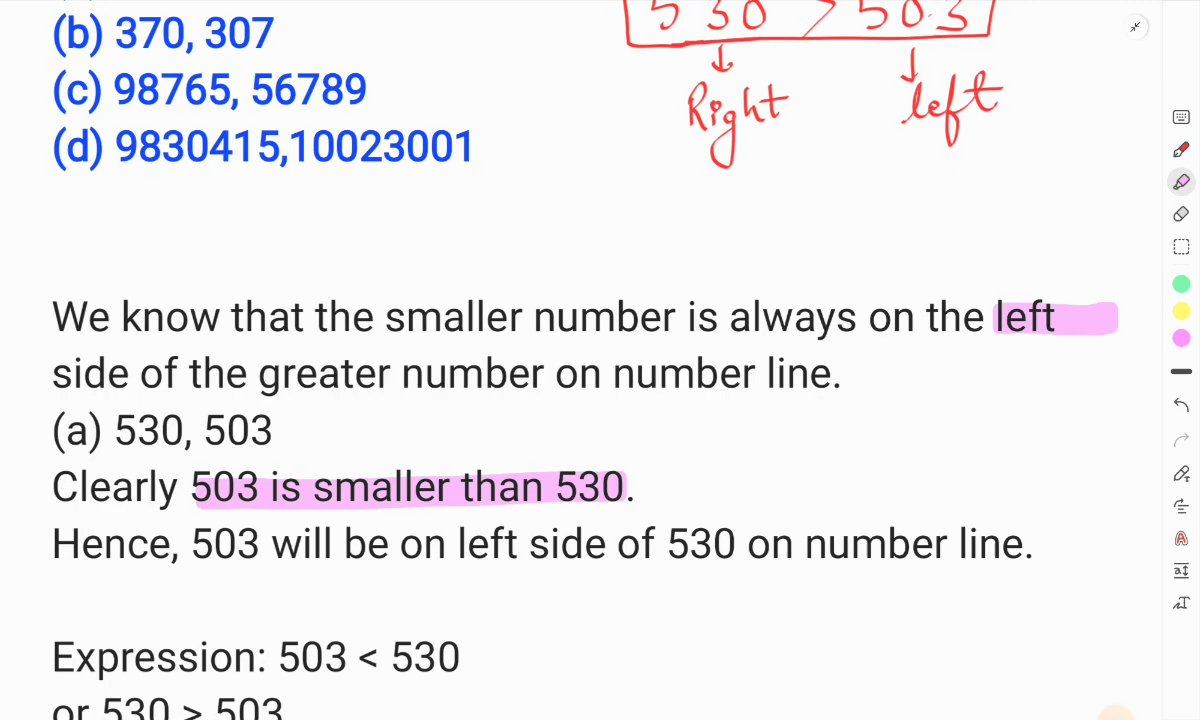 530 > 503
(b) 370, 307
Right
left
(c) 98765, 56789
(d) 9830415,10023001
We know that the smaller number is always on the left
side of the greater number on number line.
(a) 530, 503
Clearly 503 is smaller than 530.
Hence, 503 will be on left side of 530 on number line.
Expression: 503 < 530
or 530 > 503